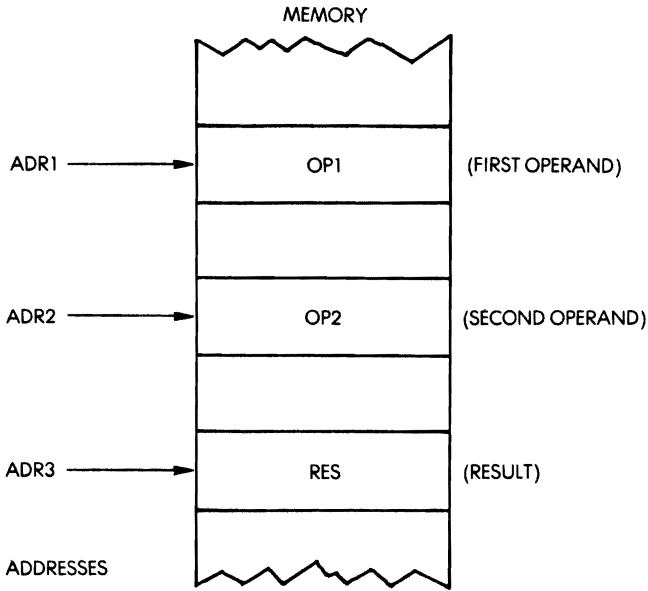 MEMORY
ADR1 OP1 (FIRST OPERAND)
ADR2 OP2 (SECOND OPERAND)
ADR3 RES (RESULT)
ADDRESSES